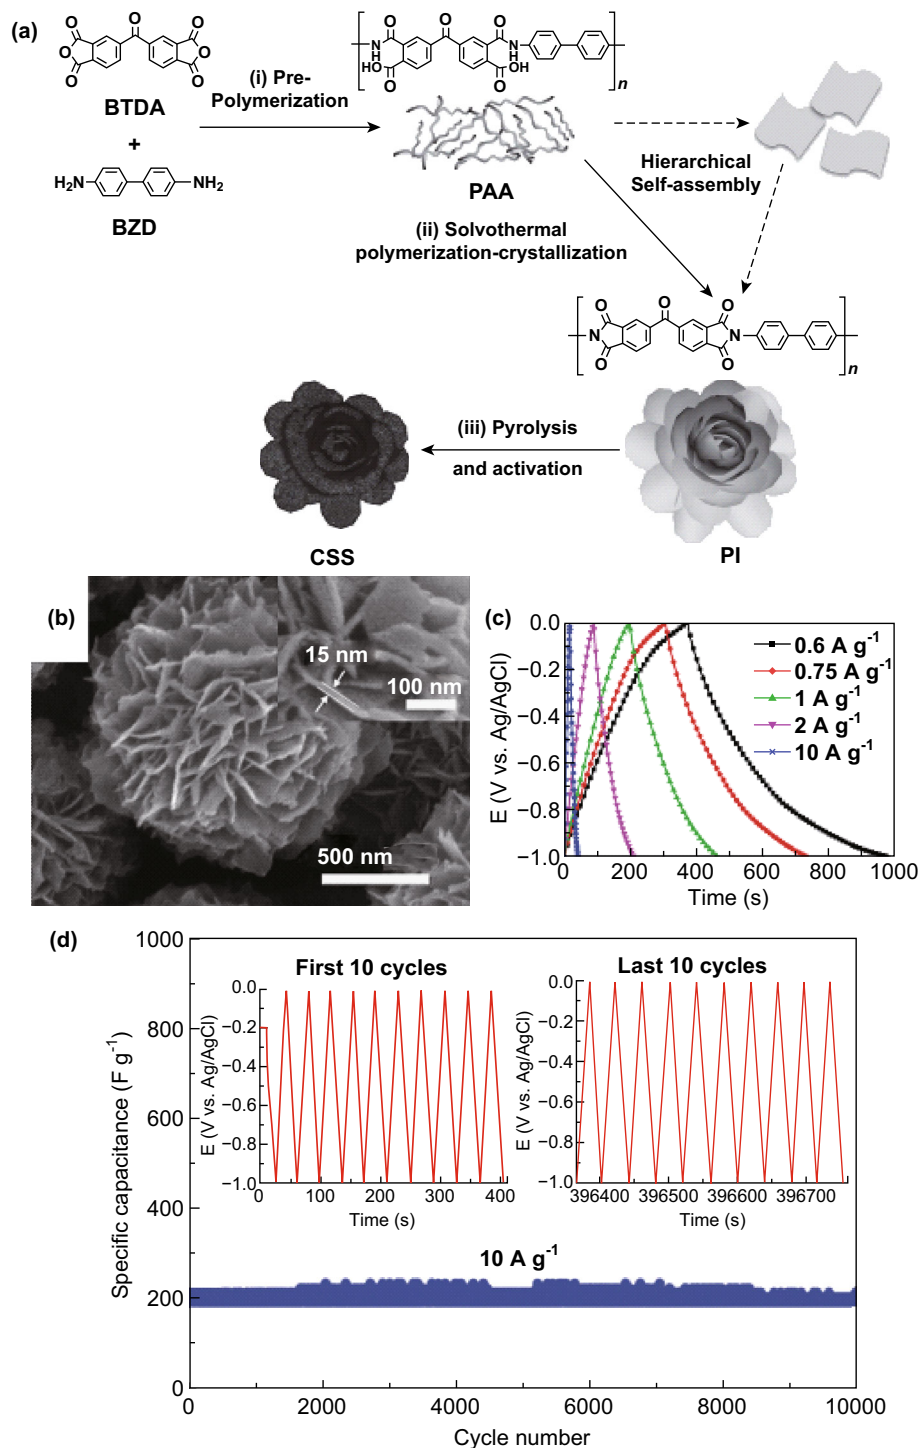 (a)
O
O
O
O
O
O
O
BTDA
+
H₂N
NH₂
BZD
(i) Pre-
Polymerization
O
O
O
NH
HO
O
O
OH
N
H
n
PAA
Hierarchical
Self-assembly
(ii) Solvothermal
polymerization-crystallization
O
O
O
N
N
O
O
n
(iii) Pyrolysis
and activation
CSS
PI
(b)
15 nm
100 nm
500 nm
(c)
E (V vs. Ag/AgCl)
0.0
−0.2
−0.4
−0.6
−0.8
−1.0
0.6 A g⁻¹
0.75 A g⁻¹
1 A g⁻¹
2 A g⁻¹
10 A g⁻¹
0 200 400 600 800 1000
Time (s)
(d)
Specific capacitance (F g⁻¹)
1000
800
600
400
200
0
First 10 cycles
E (V vs. Ag/AgCl)
0.0
−0.2
−0.4
−0.6
−0.8
−1.0
0 100 200 300 400
Time (s)
Last 10 cycles
E (V vs. Ag/AgCl)
0.0
−0.2
−0.4
−0.6
−0.8
−1.0
396400 396500 396600 396700
Time (s)
10 A g⁻¹
0 2000 4000 6000 8000 10000
Cycle number